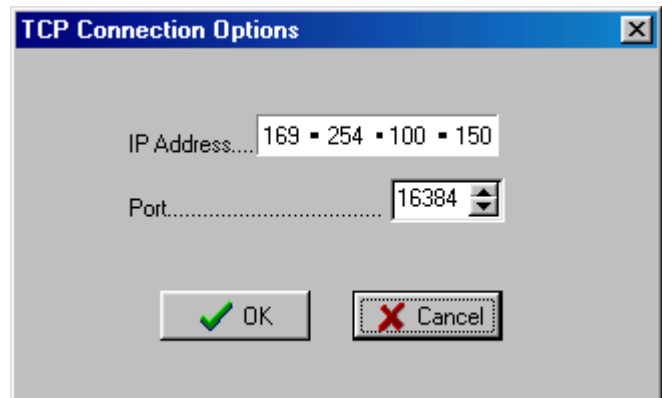 TCP Connection Options
IP Address.... 169 ▪ 254 ▪ 100 ▪ 150
Port.................................... 16384
OK Cancel